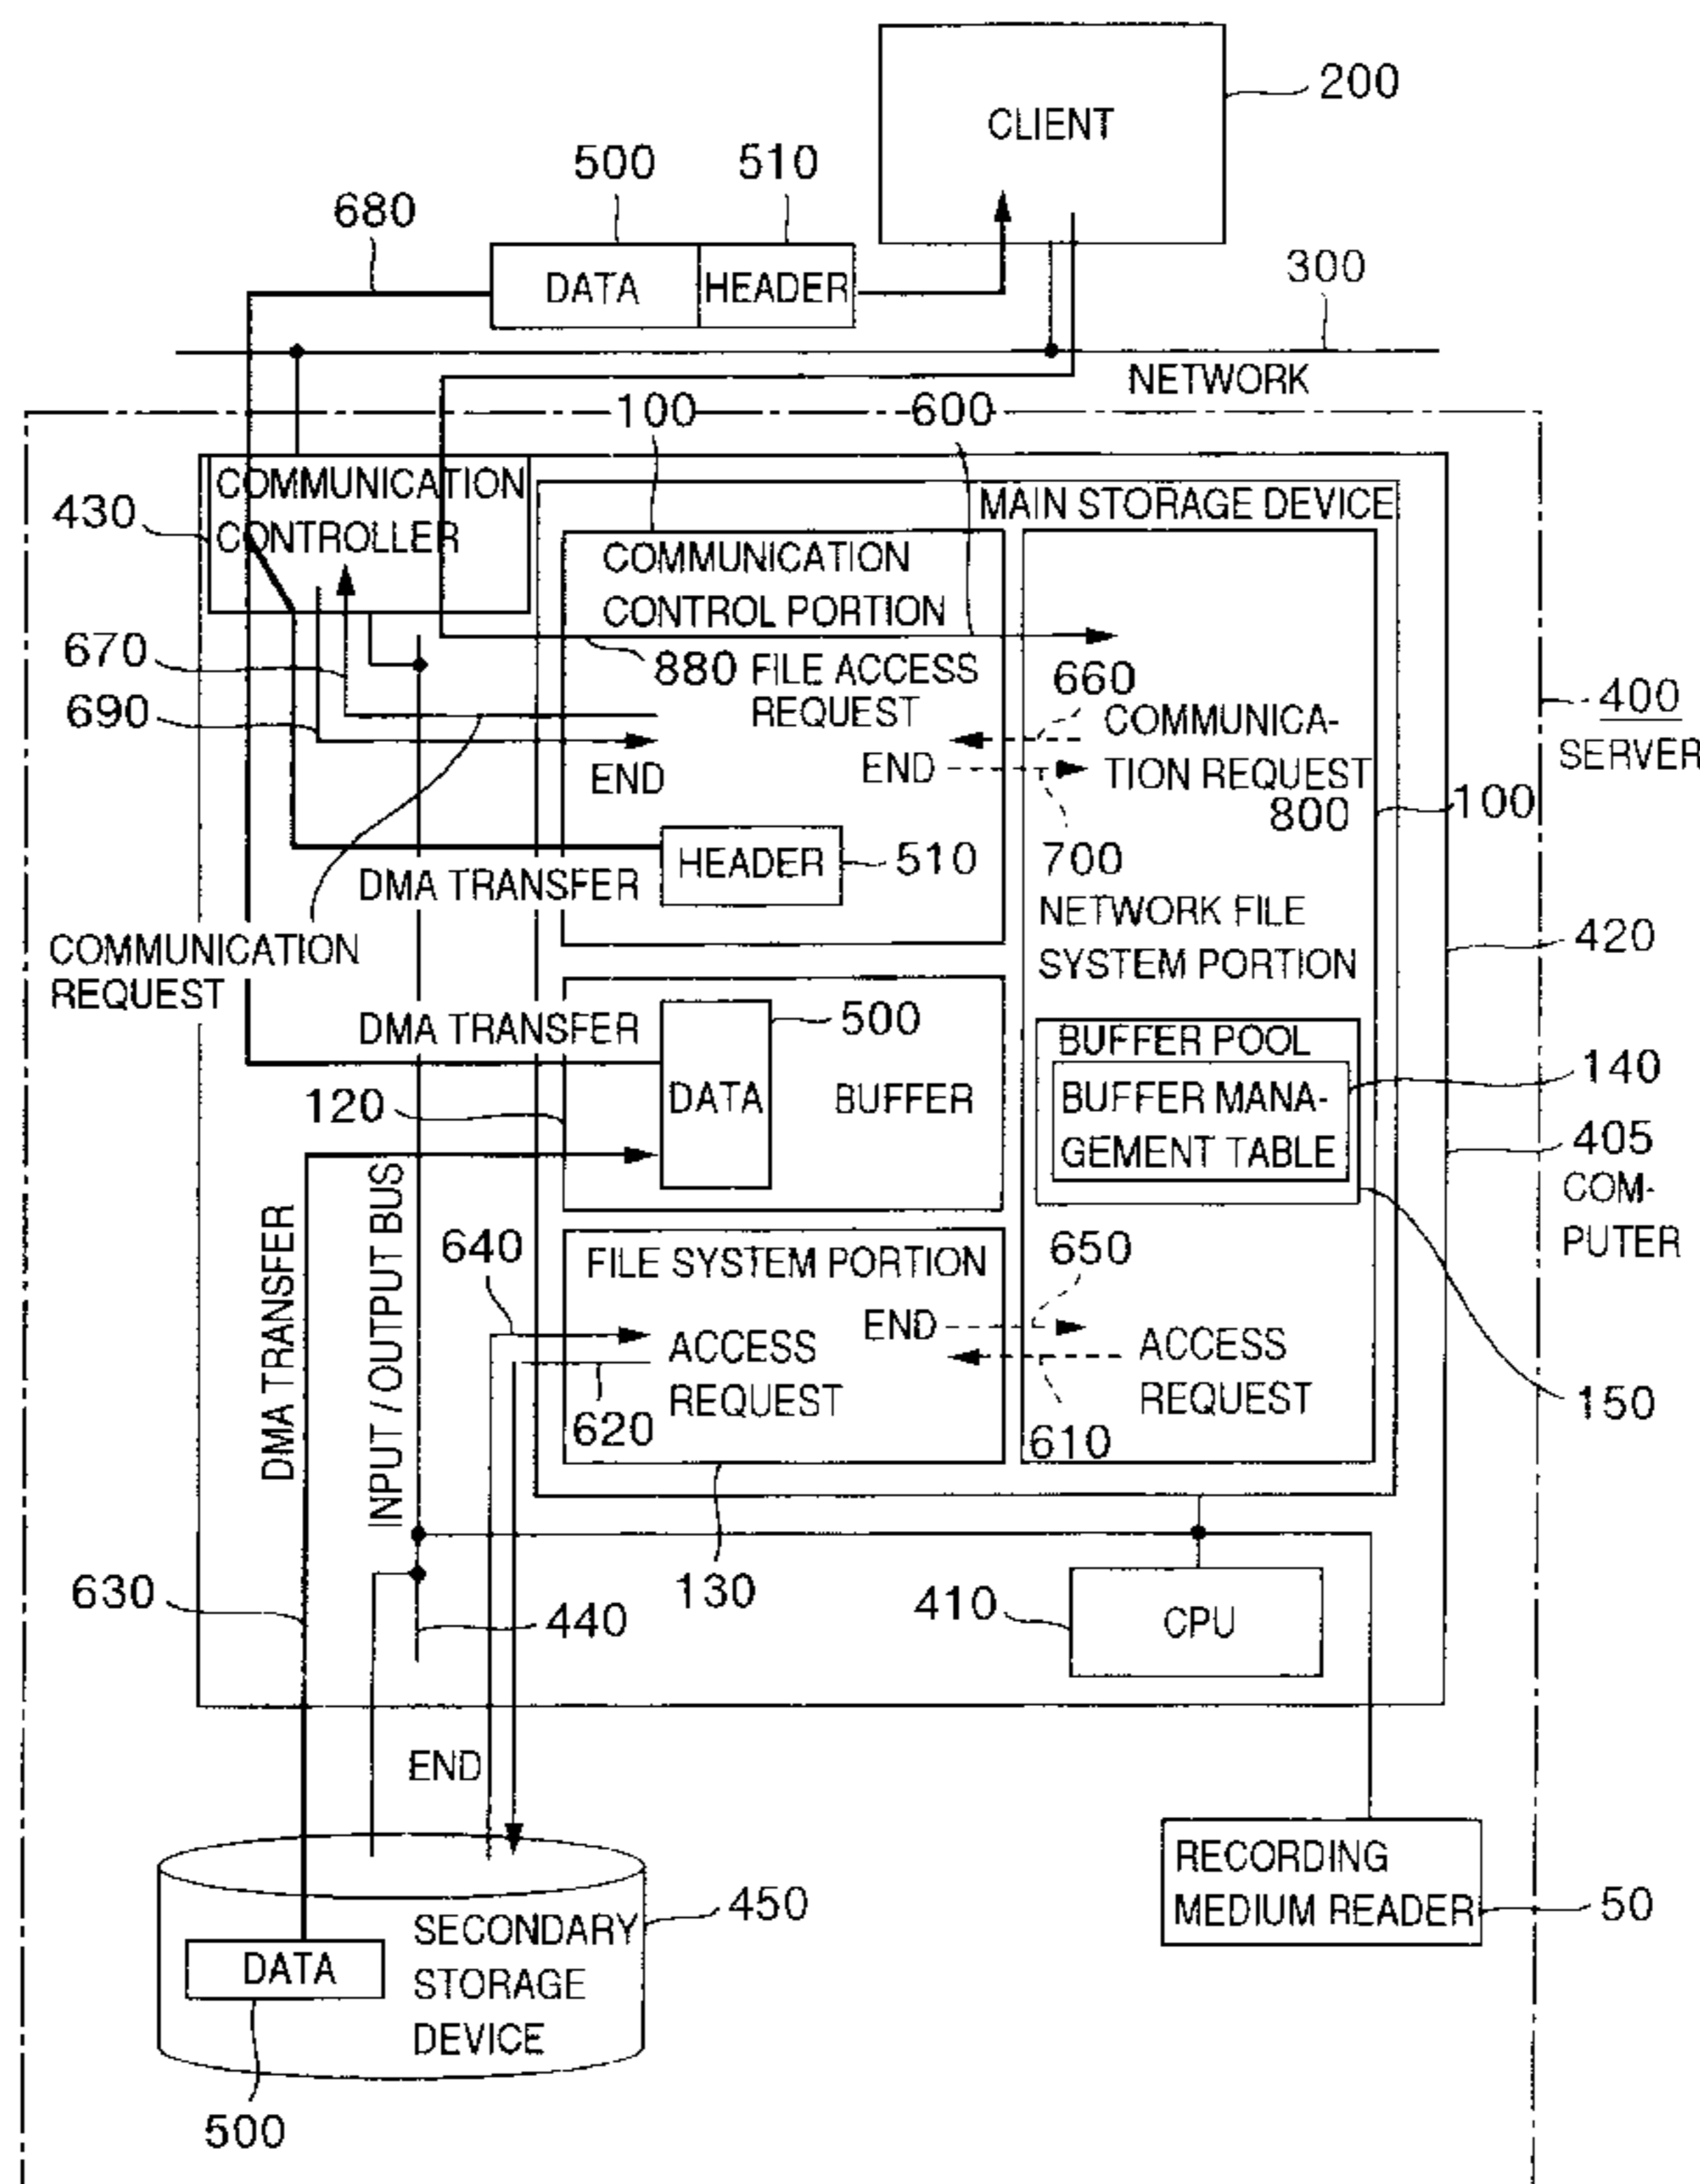 CLIENT
200
500
510
680
DATA
HEADER
300
NETWORK
100
600
COMMUNICATION
CONTROLLER
430
MAIN STORAGE DEVICE
COMMUNICATION
CONTROL PORTION
670
690
880
FILE ACCESS
REQUEST
660
COMMUNICA-
TION REQUEST
800
END
END
700
400
SERVER
100
HEADER
510
DMA TRANSFER
NETWORK FILE
SYSTEM PORTION
COMMUNICATION
REQUEST
420
DMA TRANSFER
500
DATA
BUFFER
120
BUFFER POOL
BUFFER MANA-
GEMENT TABLE
140
405
COM-
PUTER
DMA TRANSFER
INPUT / OUTPUT BUS
640
FILE SYSTEM PORTION
650
END
ACCESS
REQUEST
620
ACCESS
REQUEST
610
150
630
440
130
410
CPU
END
SECONDARY
STORAGE
DEVICE
450
DATA
500
RECORDING
MEDIUM READER
50